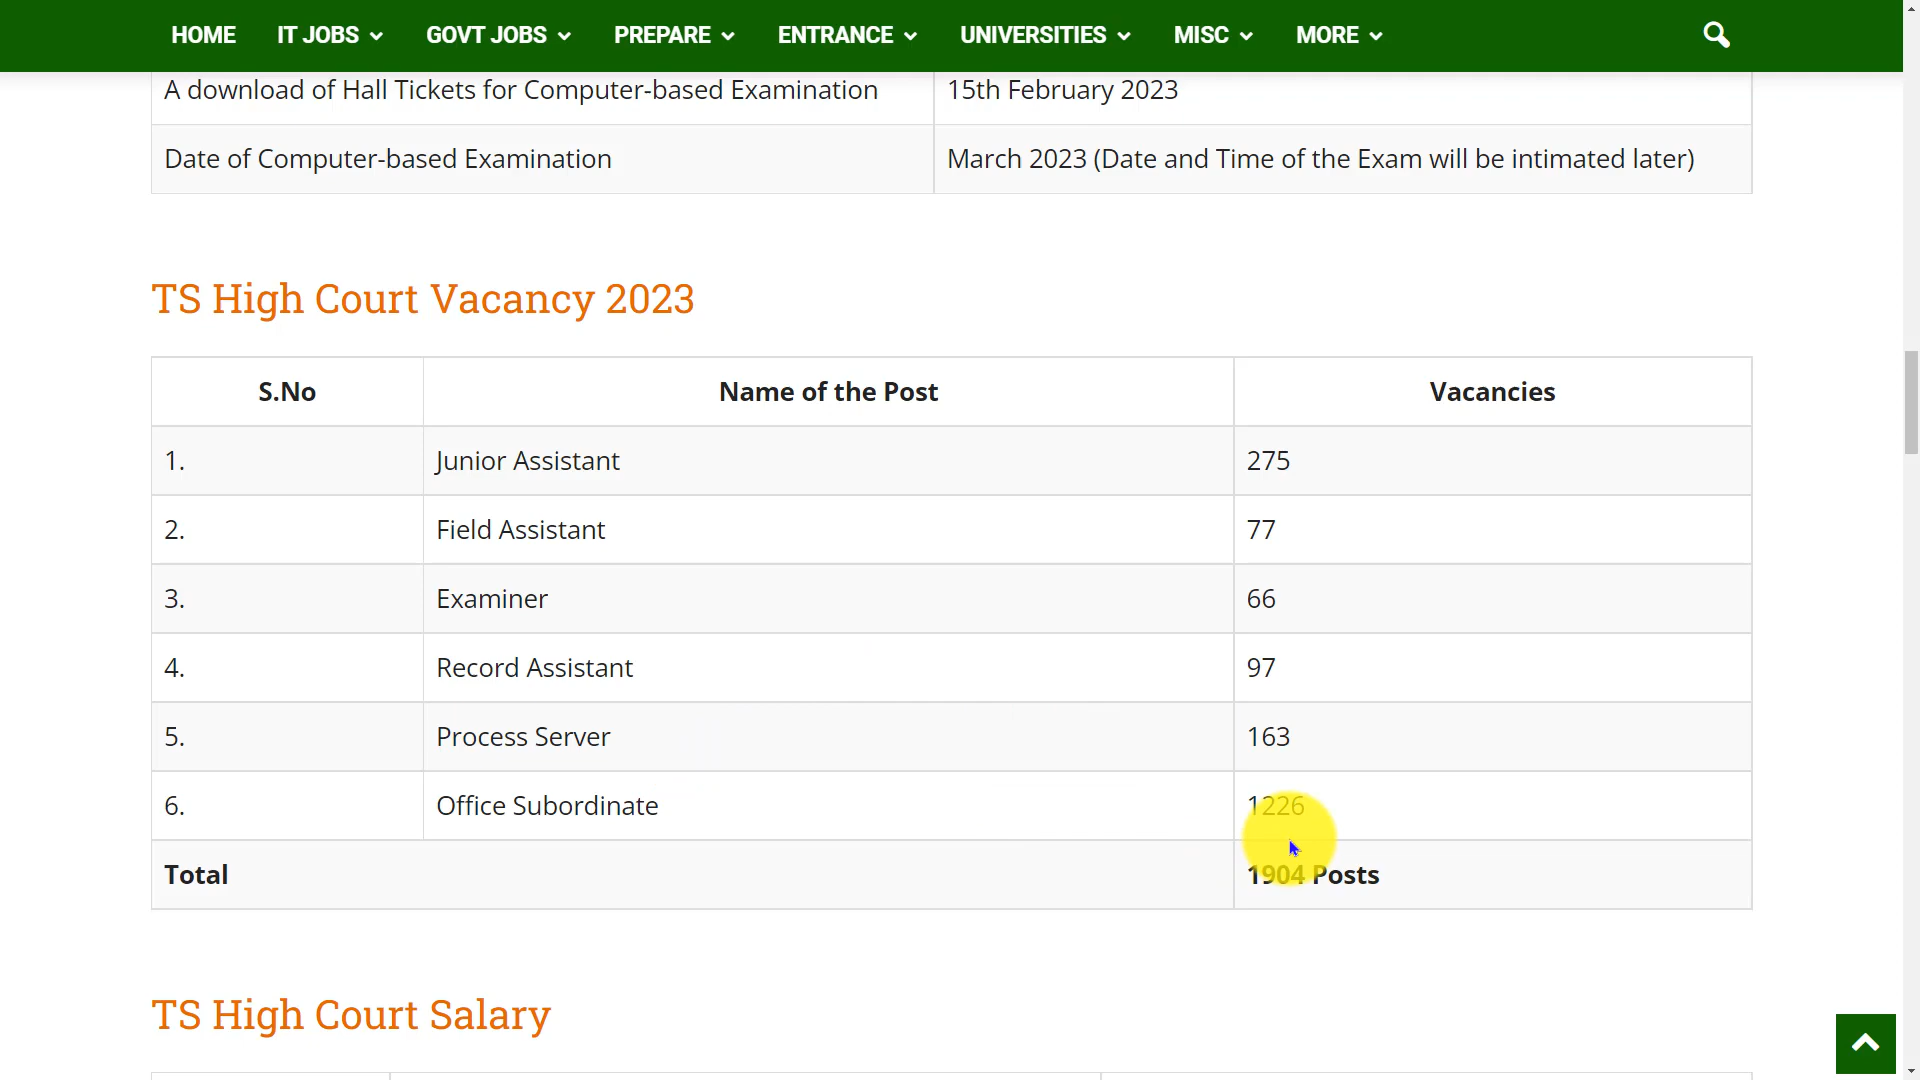 HOME IT JOBS GOVT JOBS PREPARE ENTRANCE UNIVERSITIES MISC MORE
A download of Hall Tickets for Computer-based Examination 15th February 2023
Date of Computer-based Examination March 2023 (Date and Time of the Exam will be intimated later)
TS High Court Vacancy 2023
S.No Name of the Post Vacancies
1. Junior Assistant 275
2. Field Assistant 77
3. Examiner 66
4. Record Assistant 97
5. Process Server 163
6. Office Subordinate 1226
Total 1904 Posts
TS High Court Salary